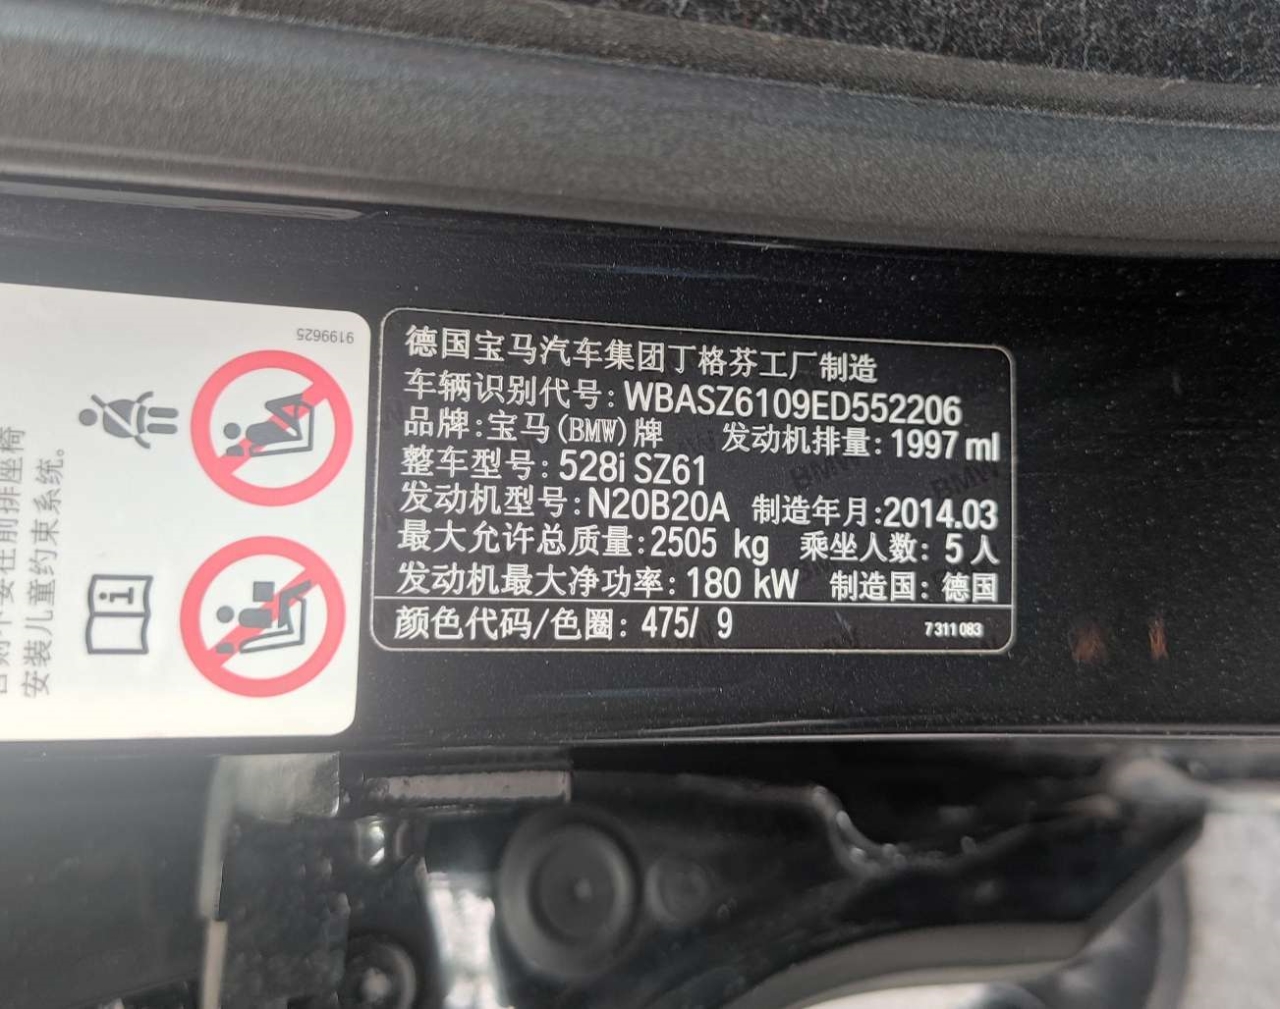 9199625
安装儿童约束系统。
德国宝马汽车集团丁格芬工厂制造
车辆识别代号: WBASZ6109ED552206
品牌:宝马(BMW)牌 发动机排量: 1997 ml
整车型号: 528i SZ61
发动机型号: N20B20A 制造年月:2014.03
最大允许总质量:2505 kg 乘坐人数: 5人
发动机最大净功率: 180 kW 制造国: 德国
颜色代码/色圈: 475/ 9
7 311 083